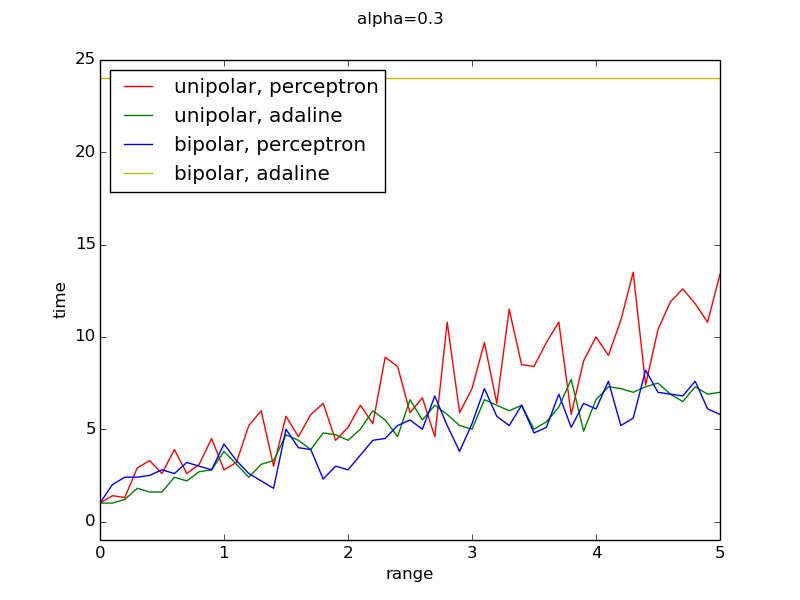 alpha=0.3
25
20
15
10
5
0
time
unipolar, perceptron
unipolar, adaline
bipolar, perceptron
bipolar, adaline
0 1 2 3 4 5
range